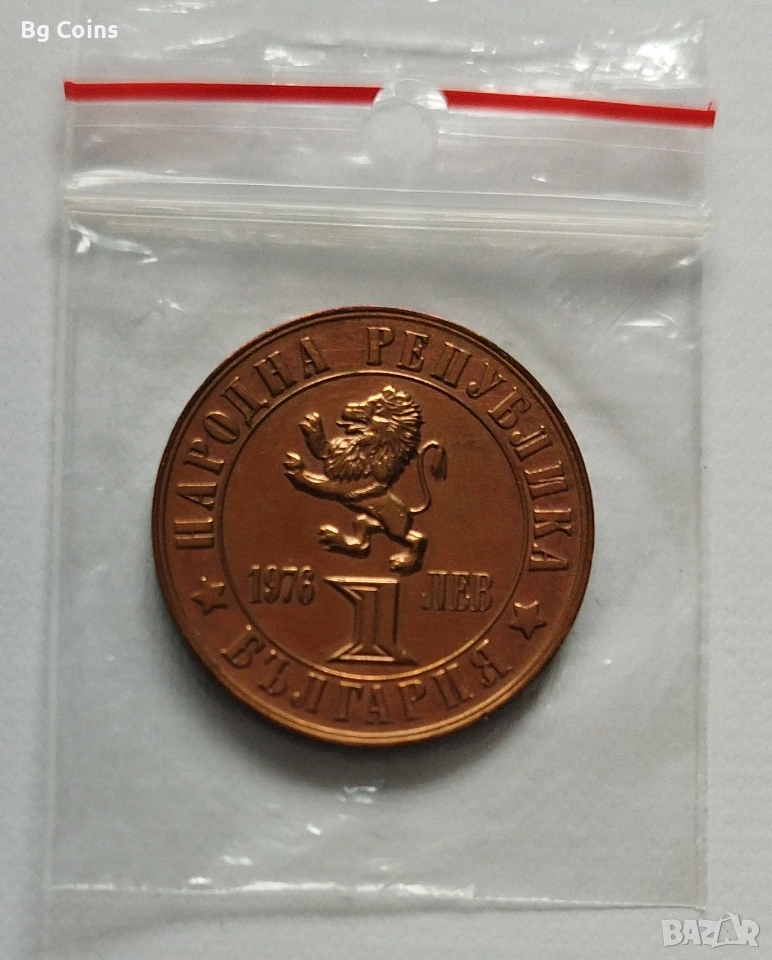 Bg Coins
НАРОДНА РЕПУБЛИКА
1976 1 ЛЕВ
БЪЛГАРИЯ
BAZAR